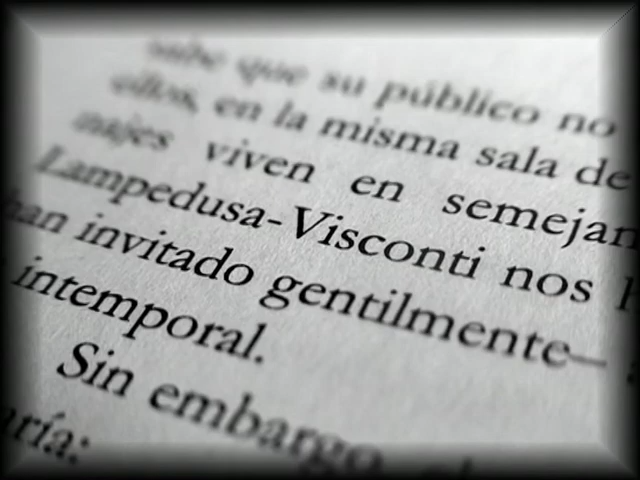 sabe que su público no
ellos, en la misma sala de
najes viven en semejan
Lampedusa-Visconti nos h
han invitado gentilmente–
intemporal.
Sin embargo
aría: